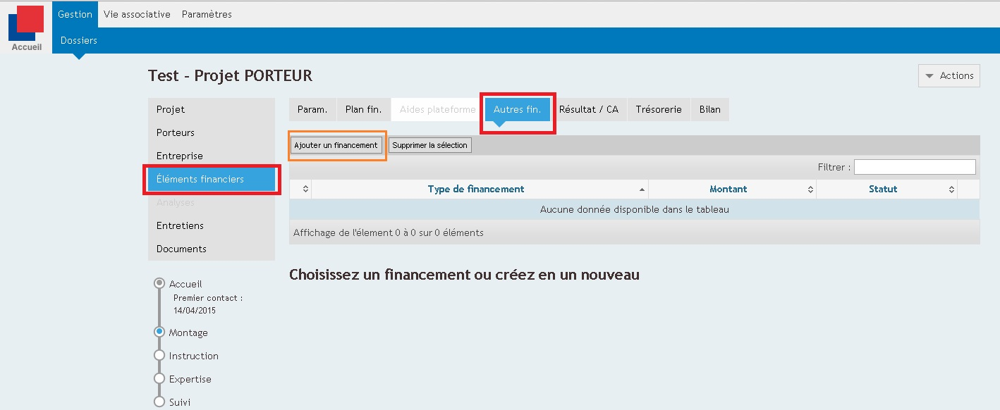 Gestion Vie associative Paramètres
Accueil
Dossiers
Test - Projet PORTEUR
Actions
Projet
Porteurs
Entreprise
Éléments financiers
Analyses
Entretiens
Documents
Accueil
Premier contact :
14/04/2015
Montage
Instruction
Expertise
Suivi
Param. Plan fin. Aides plateforme Autres fin. Résultat / CA Trésorerie Bilan
Ajouter un financement Supprimer la sélection
Filtrer :
Type de financement Montant Statut
Aucune donnée disponible dans le tableau
Affichage de l'élement 0 à 0 sur 0 éléments
Choisissez un financement ou créez en un nouveau